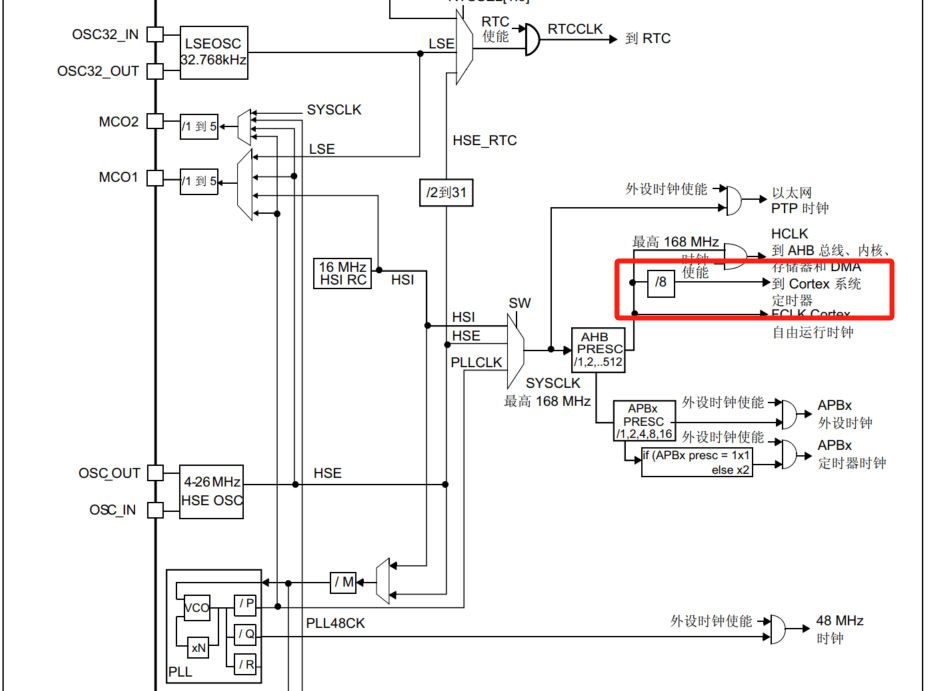 OSC32_IN
OSC32_OUT
LSEOSC
32.768kHz
LSE
RTC
使能
RTCCLK
到 RTC
MCO2
/1 到 5
SYSCLK
LSE
MCO1
/1 到 5
HSE_RTC
/2到31
外设时钟使能
以太网
PTP 时钟
最高 168 MHz
时钟
使能
HCLK
到 AHB 总线、内核、
存储器和 DMA
/8
到 Cortex 系统
定时器
FCLK Cortex
自由运行时钟
16 MHz
HSI RC
HSI
SW
HSI
HSE
PLLCLK
SYSCLK
最高 168 MHz
AHB
PRESC
/1,2,..512
APBx
PRESC
/1,2,4,8,16
外设时钟使能
APBx
外设时钟
外设时钟使能
if (APBx presc = 1x1
else x2
APBx
定时器时钟
OSC_OUT
OSC_IN
4-26 MHz
HSE OSC
HSE
/ M
VCO
xN
/ P
/ Q
/ R
PLL
PLL48CK
外设时钟使能
48 MHz
时钟